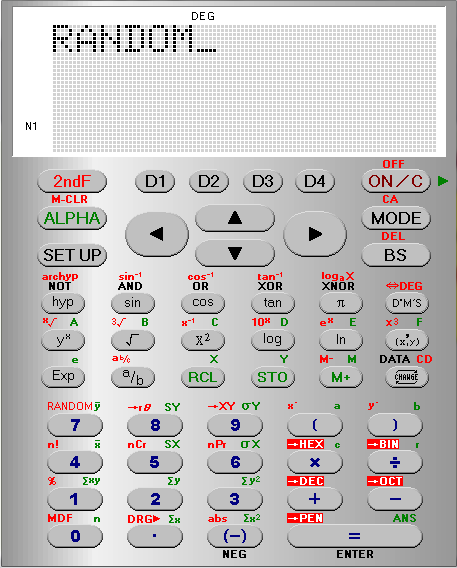 DEG
RANDOM_
N1
OFF
2ndF D1 D2 D3 D4 ON/C
M-CLR CA
ALPHA ◀ ▲ ▶ MODE
DEL
SET UP ▼ BS
archyp sin⁻¹ cos⁻¹ tan⁻¹ logₐX ⇔DEG
NOT AND OR XOR XNOR
hyp sin cos tan π D°M'S
ˣ√ A ³√ B x⁻¹ C 10ˣ D eˣ E x³ F
yˣ √ X² log ln , (x,y)
e a b/c X Y M- M DATA CD
Exp a/b RCL STO M+ CHANGE
RANDOM ȳ →rθ SY →XY σY x' a y' b
7 8 9 ( )
n! x̄ nCr SX nPr σX →HEX c →BIN r
4 5 6 × ÷
% Σxy Σy Σy² →DEC →OCT
1 2 3 + −
MDF n DRG▶ Σx abs Σx² →PEN ANS
0 · (−) =
NEG ENTER